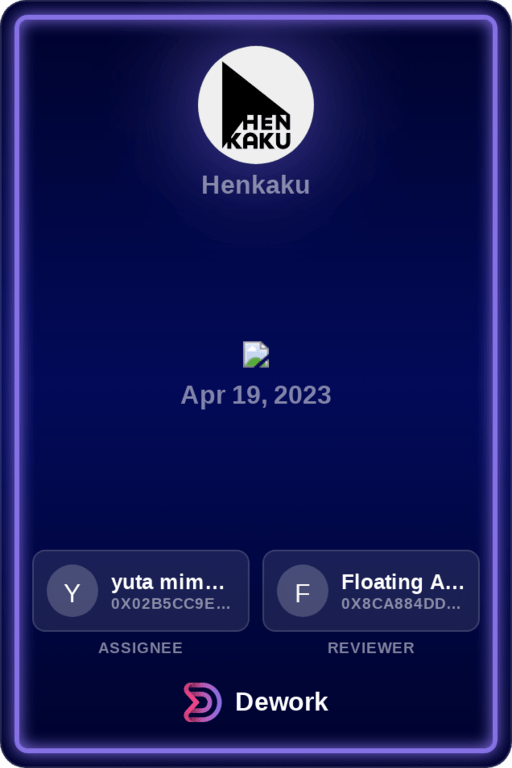 HEN
KAKU
Henkaku
Apr 19, 2023
Y
yuta mim...
0X02B5CC9E...
F
Floating A...
0X8CA884DD...
ASSIGNEE
REVIEWER
Dework